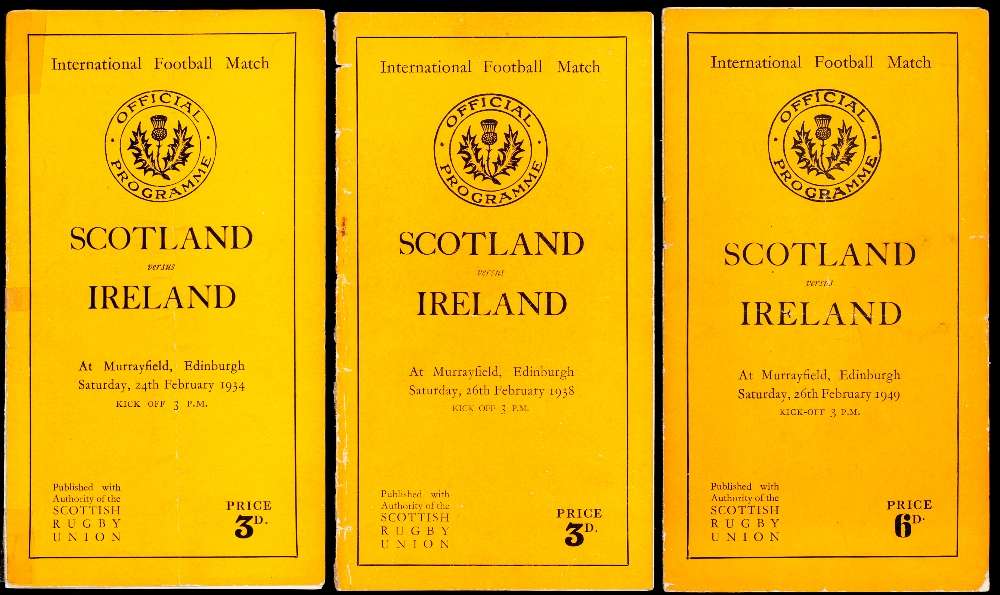 International Football Match
· OFFICIAL ·
PROGRAMME
SCOTLAND
versus
IRELAND
At Murrayfield, Edinburgh
Saturday, 24th February 1934
KICK OFF 3 P.M.
Published with
Authority of the
SCOTTISH
RUGBY
UNION
PRICE
3D.
International Football Match
· OFFICIAL ·
PROGRAMME
SCOTLAND
versus
IRELAND
At Murrayfield, Edinburgh
Saturday, 26th February 1938
KICK OFF 3 P.M.
Published with
Authority of the
SCOTTISH
RUGBY
UNION
PRICE
3D.
International Football Match
· OFFICIAL ·
PROGRAMME
SCOTLAND
versus
IRELAND
At Murrayfield, Edinburgh
Saturday, 26th February 1949
KICK-OFF 3 P.M.
Published with
Authority of the
SCOTTISH
RUGBY
UNION
PRICE
6D.